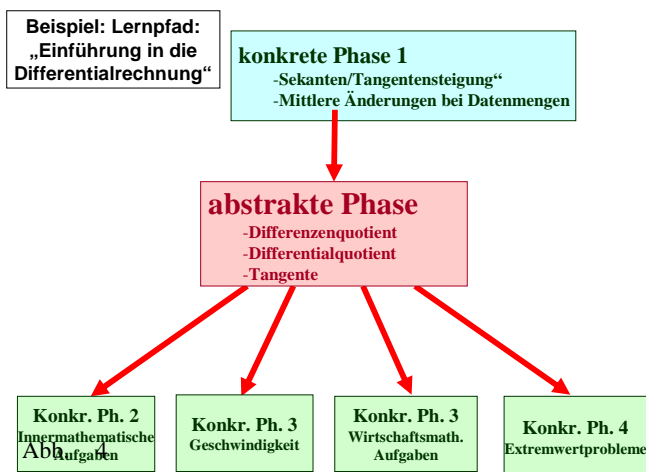 Beispiel: Lernpfad:
„Einführung in die
Differentialrechnung“
konkrete Phase 1
-Sekanten/Tangentensteigung“
-Mittlere Änderungen bei Datenmengen
abstrakte Phase
-Differenzenquotient
-Differentialquotient
-Tangente
Konkr. Ph. 2
Innermathematische
Aufgaben
Konkr. Ph. 3
Geschwindigkeit
Konkr. Ph. 3
Wirtschaftsmath.
Aufgaben
Konkr. Ph. 4
Extremwertprobleme
Abb. 4